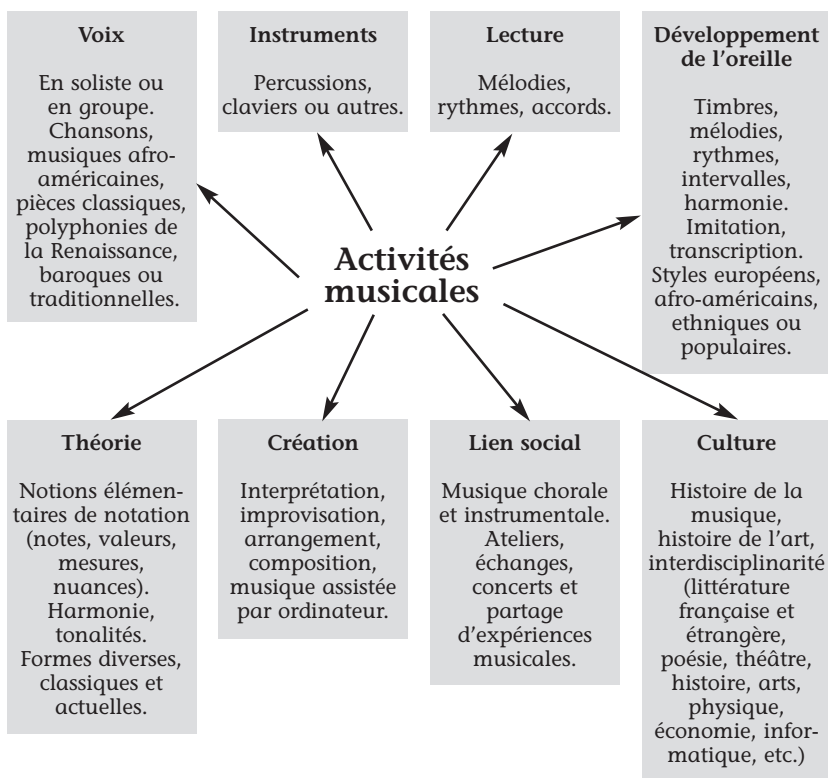 Voix
En soliste ou
en groupe.
Chansons,
musiques afro-
américaines,
pièces classiques,
polyphonies de
la Renaissance,
baroques ou
traditionnelles.
Instruments
Percussions,
claviers ou autres.
Lecture
Mélodies,
rythmes, accords.
Développement
de l’oreille
Timbres,
mélodies,
rythmes,
intervalles,
harmonie.
Imitation,
transcription.
Styles européens,
afro-américains,
ethniques ou
populaires.
Activités
musicales
Théorie
Notions élémen-
taires de notation
(notes, valeurs,
mesures,
nuances).
Harmonie,
tonalités.
Formes diverses,
classiques et
actuelles.
Création
Interprétation,
improvisation,
arrangement,
composition,
musique assistée
par ordinateur.
Lien social
Musique chorale
et instrumentale.
Ateliers,
échanges,
concerts et
partage
d’expériences
musicales.
Culture
Histoire de la
musique,
histoire de l’art,
interdisciplinarité
(littérature
française et
étrangère,
poésie, théâtre,
histoire, arts,
physique,
économie, infor-
matique, etc.)